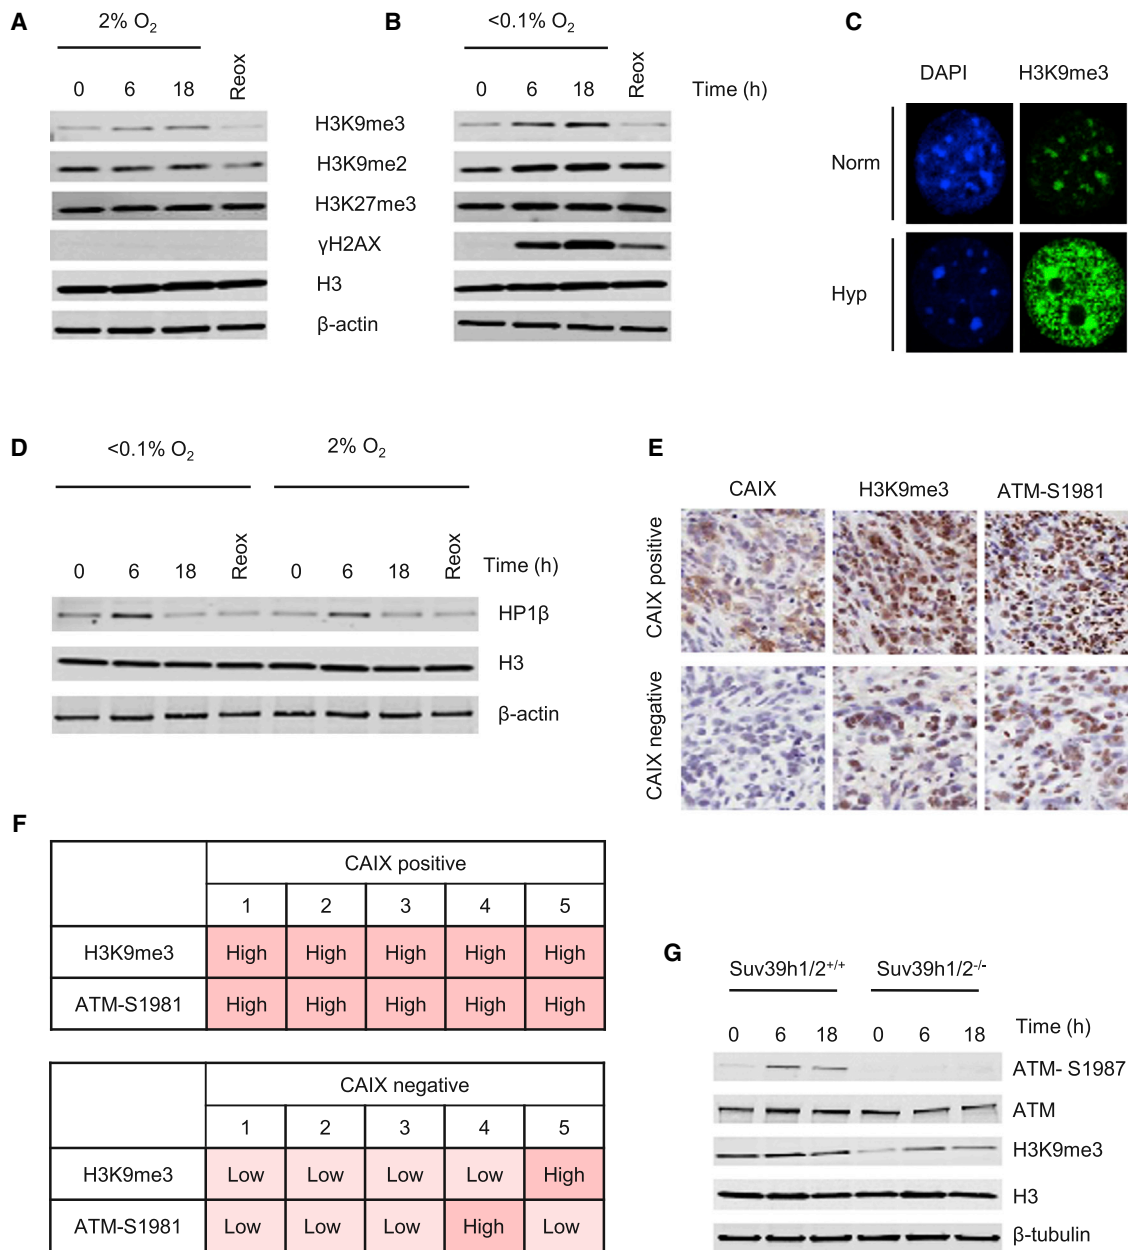 A
2% O2
0 6 18 Reox
B
<0.1% O2
0 6 18 Reox
Time (h)
H3K9me3
H3K9me2
H3K27me3
γH2AX
H3
β-actin
C
DAPI H3K9me3
Norm
Hyp
D
<0.1% O2 2% O2
0 6 18 Reox 0 6 18 Reox Time (h)
HP1β
H3
β-actin
E
CAIX H3K9me3 ATM-S1981
CAIX positive
CAIX negative
F
CAIX positive
1 2 3 4 5
H3K9me3 High High High High High
ATM-S1981 High High High High High
CAIX negative
1 2 3 4 5
H3K9me3 Low Low Low Low High
ATM-S1981 Low Low Low High Low
G
Suv39h1/2+/+ Suv39h1/2-/-
0 6 18 0 6 18 Time (h)
ATM- S1987
ATM
H3K9me3
H3
β-tubulin